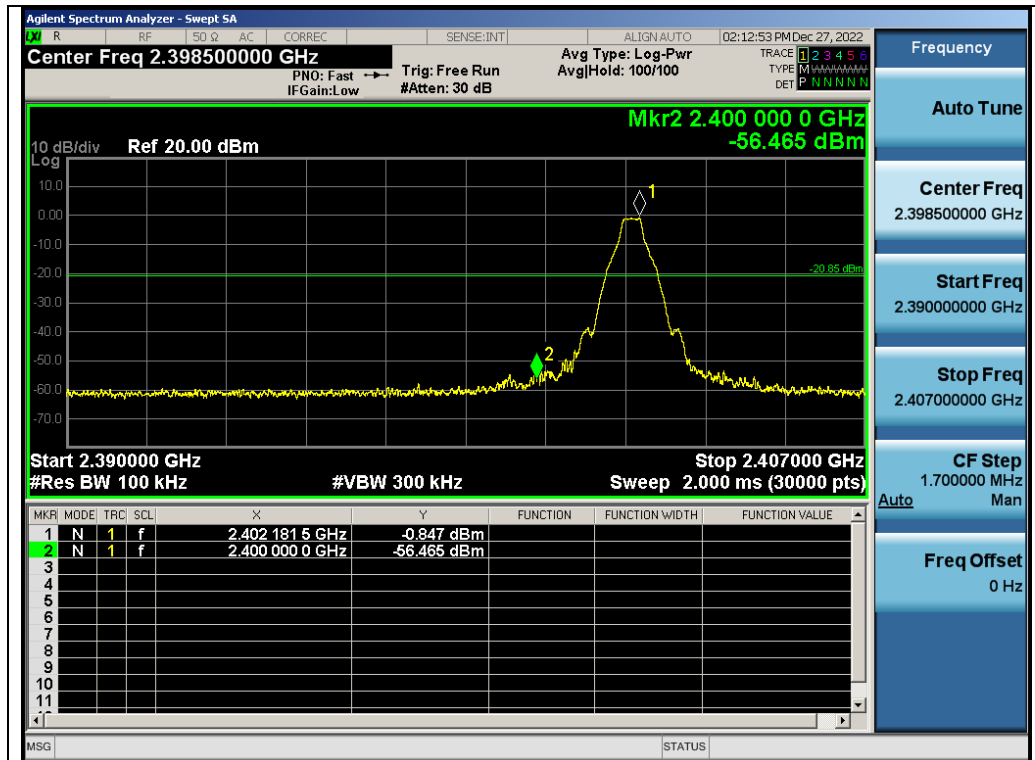 Agilent Spectrum Analyzer - Swept SA
LXI R RF 50 Ω AC CORREC SENSE:INT ALIGN AUTO 02:12:53 PM Dec 27, 2022
Center Freq 2.398500000 GHz
PNO: Fast
IFGain:Low
Trig: Free Run
#Atten: 30 dB
Avg Type: Log-Pwr
Avg|Hold: 100/100
TRACE 1 2 3 4 5 6
TYPE M
DET P N N N N N
Mkr2 2.400 000 0 GHz
-56.465 dBm
10 dB/div Ref 20.00 dBm
Log
10.0
0.00
-10.0
-20.0
-30.0
-40.0
-50.0
-60.0
-70.0
1
-20.85 dBm
2
Start 2.390000 GHz Stop 2.407000 GHz
#Res BW 100 kHz #VBW 300 kHz Sweep 2.000 ms (30000 pts)
MKR MODE TRC SCL X Y FUNCTION FUNCTION WIDTH FUNCTION VALUE
1 N 1 f 2.402 181 5 GHz -0.847 dBm
2 N 1 f 2.400 000 0 GHz -56.465 dBm
3
4
5
6
7
8
9
10
11
MSG STATUS
Frequency
Auto Tune
Center Freq
2.398500000 GHz
Start Freq
2.390000000 GHz
Stop Freq
2.407000000 GHz
CF Step
1.700000 MHz
Auto Man
Freq Offset
0 Hz